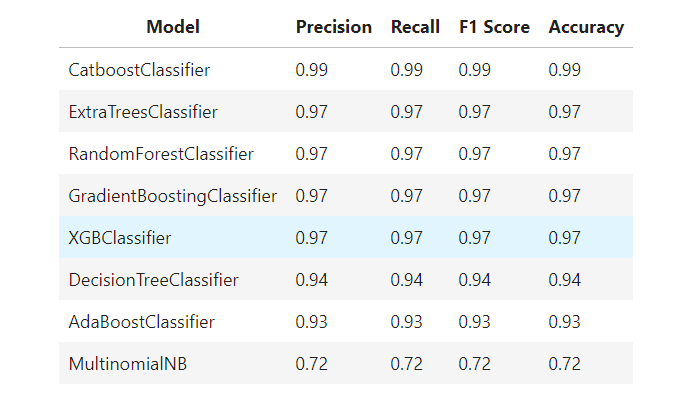 Model Precision Recall F1 Score Accuracy
CatboostClassifier 0.99 0.99 0.99 0.99
ExtraTreesClassifier 0.97 0.97 0.97 0.97
RandomForestClassifier 0.97 0.97 0.97 0.97
GradientBoostingClassifier 0.97 0.97 0.97 0.97
XGBClassifier 0.97 0.97 0.97 0.97
DecisionTreeClassifier 0.94 0.94 0.94 0.94
AdaBoostClassifier 0.93 0.93 0.93 0.93
MultinomialNB 0.72 0.72 0.72 0.72